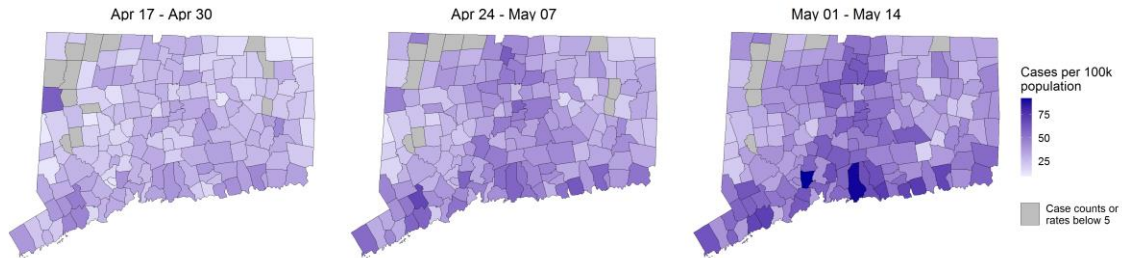 Apr 17 - Apr 30
Apr 24 - May 07
May 01 - May 14
Cases per 100k
population
75
50
25
Case counts or
rates below 5